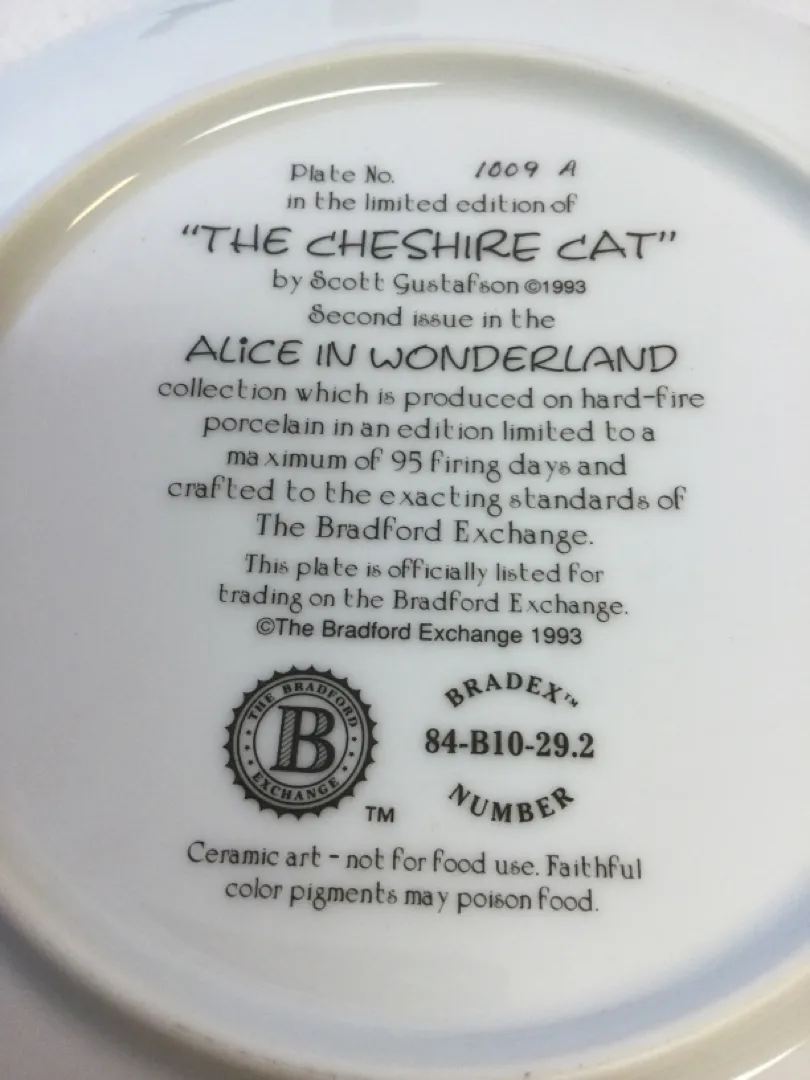 Plate No. 1009 A
in the limited edition of
"THE CHESHIRE CAT"
by Scott Gustafson ©1993
Second issue in the
ALICE IN WONDERLAND
collection which is produced on hard-fire
porcelain in an edition limited to a
maximum of 95 firing days and
crafted to the exacting standards of
The Bradford Exchange.
This plate is officially listed for
trading on the Bradford Exchange.
©The Bradford Exchange 1993
THE BRADFORD
B
EXCHANGE
TM
BRADEX™
84-B10-29.2
NUMBER
Ceramic art - not for food use. Faithful
color pigments may poison food.